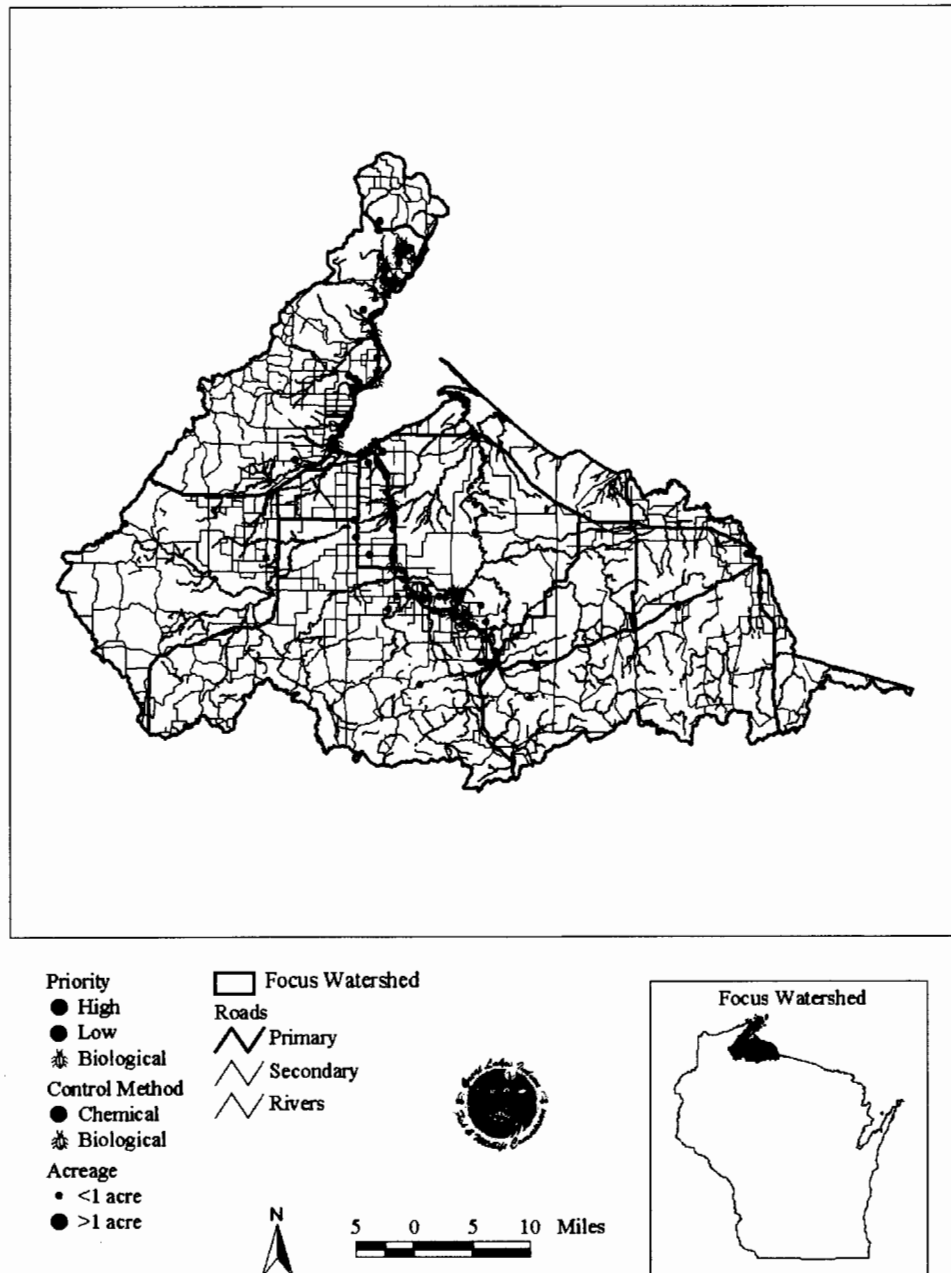 Priority
High
Low
Biological
Control Method
Chemical
Biological
Acreage
<1 acre
>1 acre
Focus Watershed
Roads
Primary
Secondary
Rivers
N
5 0 5 10 Miles
Focus Watershed